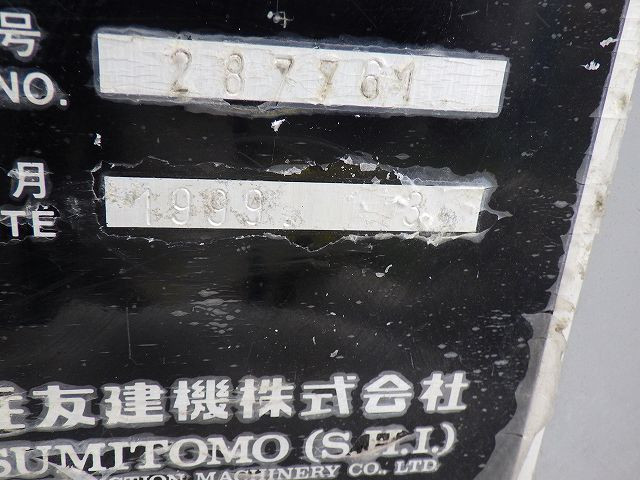 号
NO. 287761
月
TE 1999. 3
住友建機株式会社
SUMITOMO (S.H.I.)
CTION MACHINERY CO., LTD